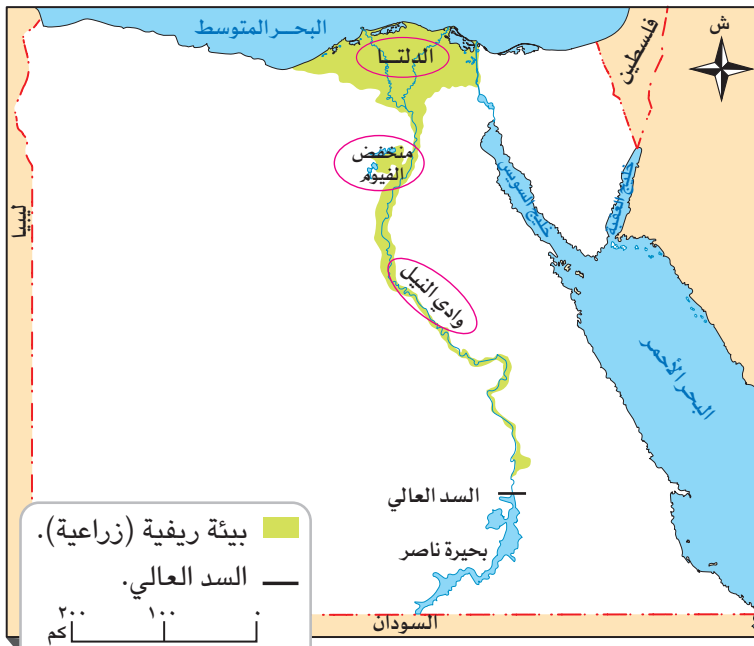 البحر المتوسط
ش
الدلتا
فلسطين
منخفض
الفيوم
خليج السويس
خليج العقبة
ليبيا
وادي النيل
البحر الأحمر
السد العالي
بحيرة ناصر
بيئة ريفية (زراعية).
السد العالي.
٢٠٠ ١٠٠ ٠
كم
السودان